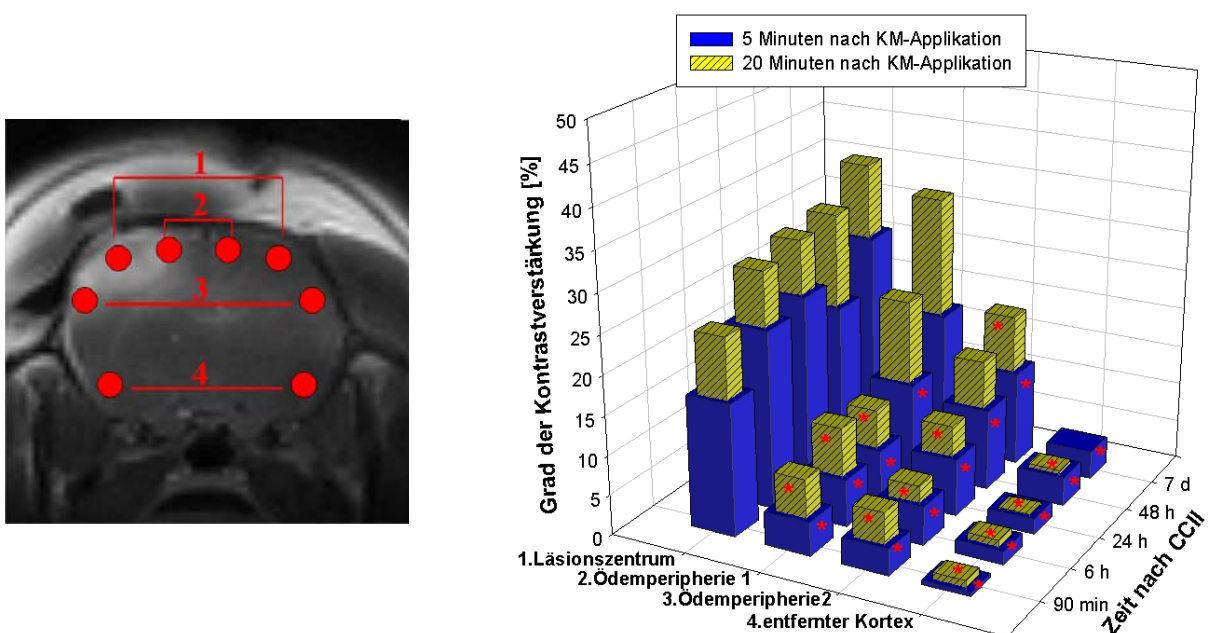 1
2
3
4
5 Minuten nach KM-Applikation
20 Minuten nach KM-Applikation
Grad der Kontrastverstärkung [%]
50
45
40
35
30
25
20
15
10
5
0
1.Läsionszentrum
2.Ödemperipherie 1
3.Ödemperipherie2
4.entfernter Kortex
7 d
48 h
24 h
6 h
90 min
Zeit nach CCII